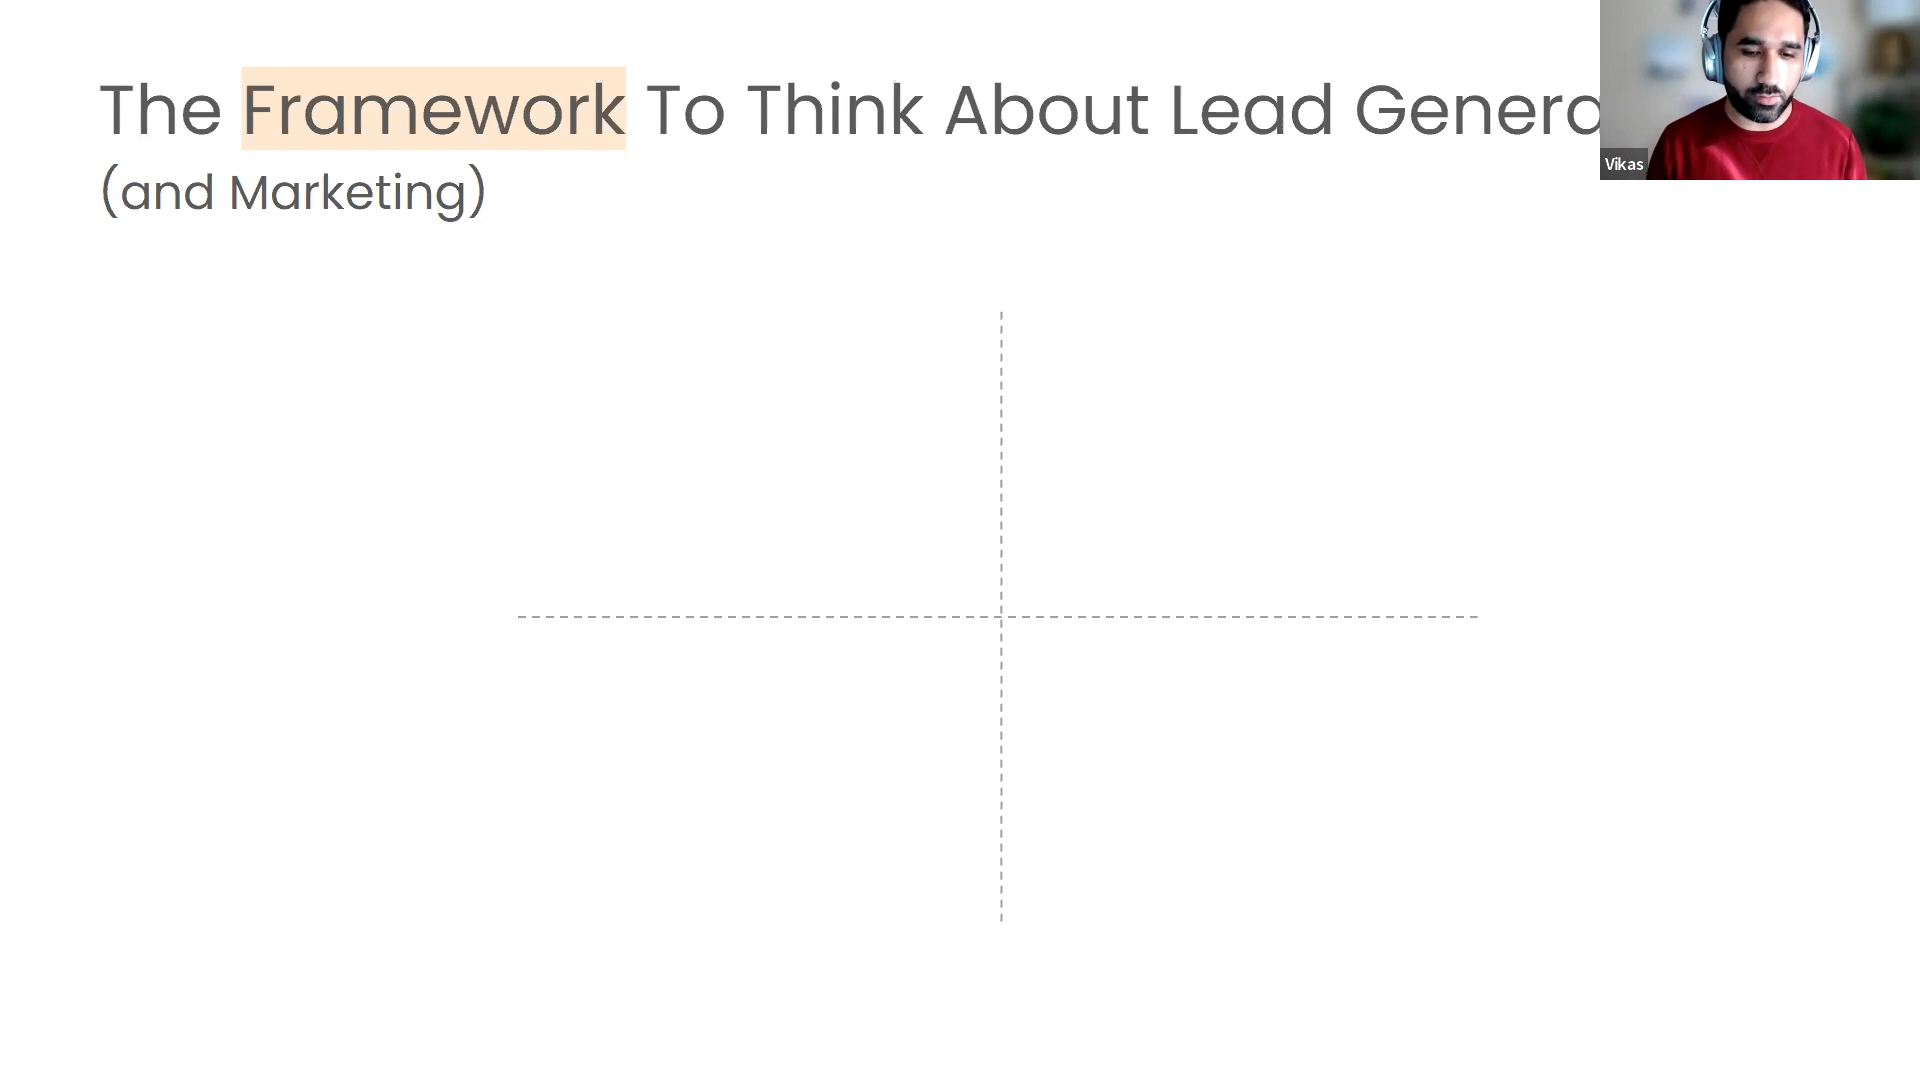 The Framework To Think About Lead Genera
(and Marketing)
Vikas